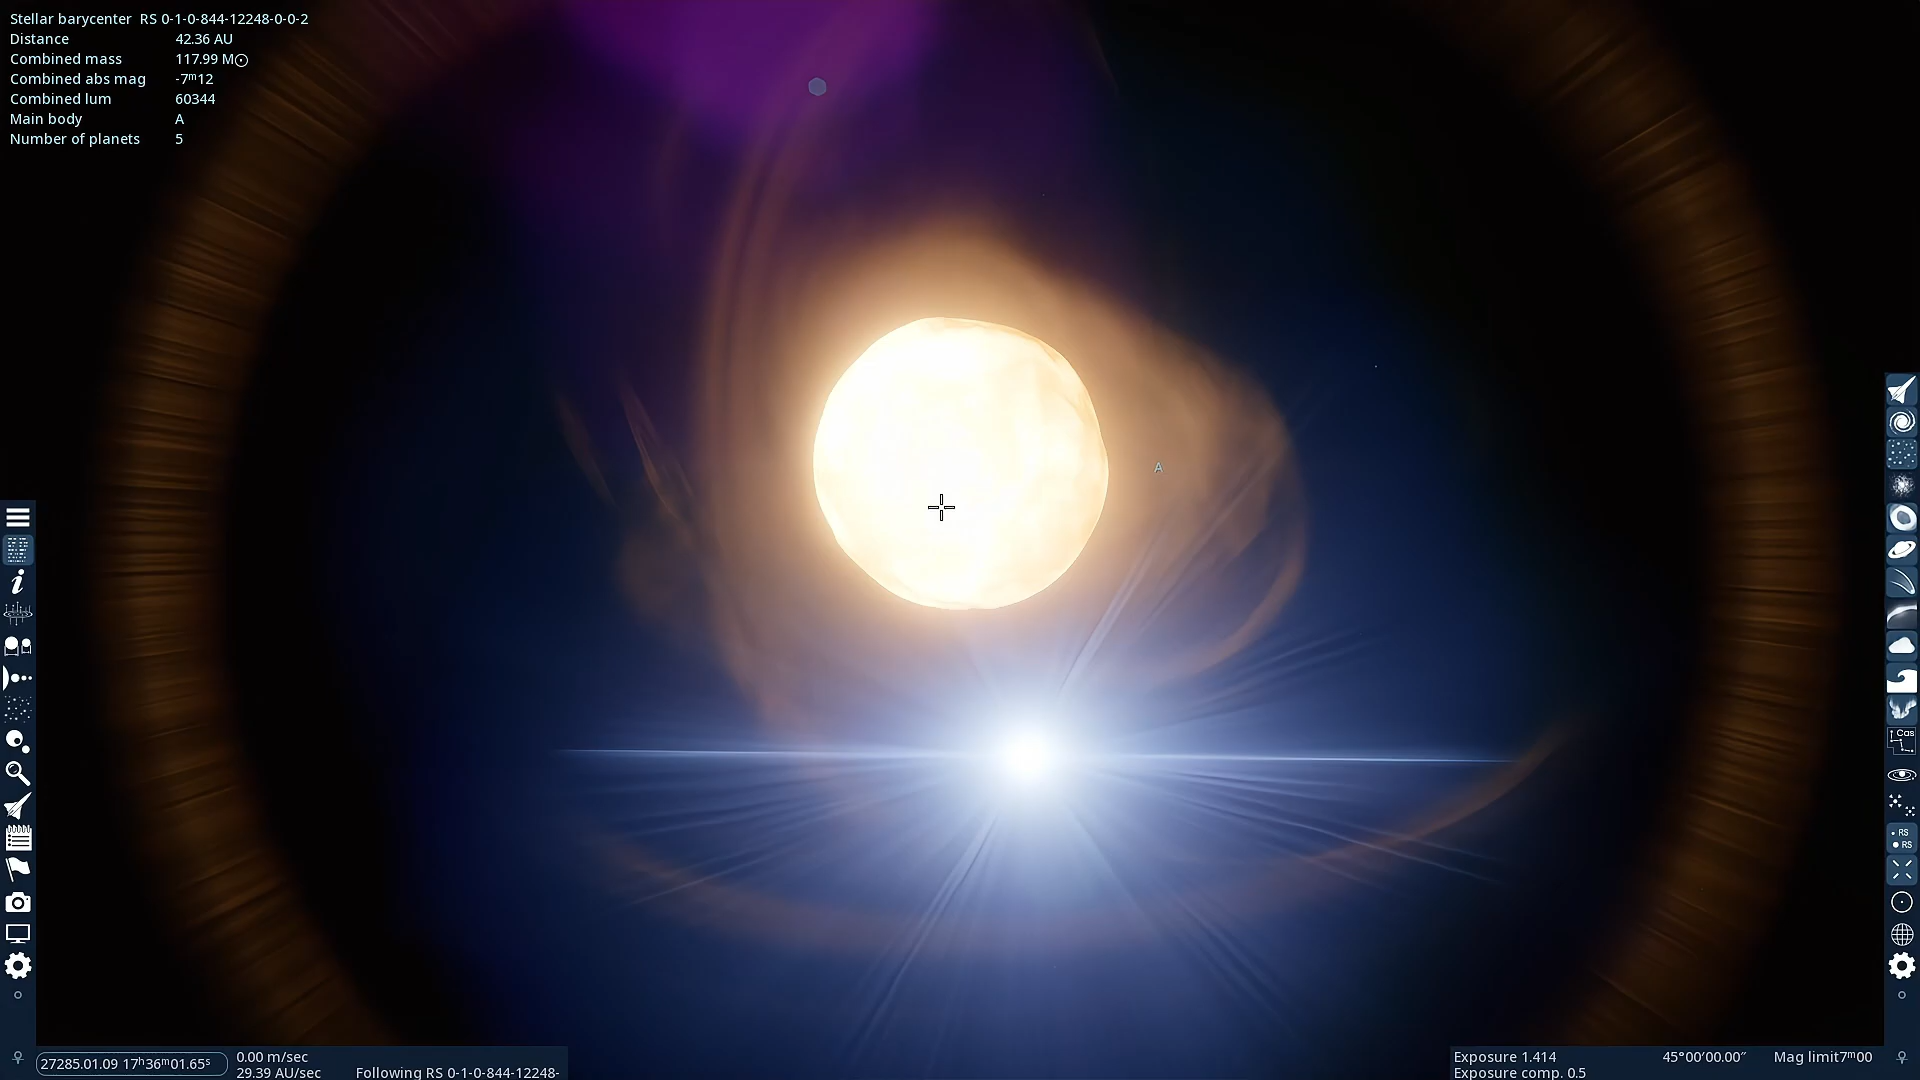 Stellar barycenter RS 0-1-0-844-12248-0-0-2
Distance 42.36 AU
Combined mass 117.99 M☉
Combined abs mag -7ᵐ12
Combined lum 60344
Main body A
Number of planets 5
A
Cas
RS
RS
27285.01.09 17ʰ36ᵐ01.65ˢ
0.00 m/sec
29.39 AU/sec
Following RS 0-1-0-844-12248-
Exposure 1.414
Exposure comp. 0.5
45°00′00.00″
Mag limit7ᵐ00